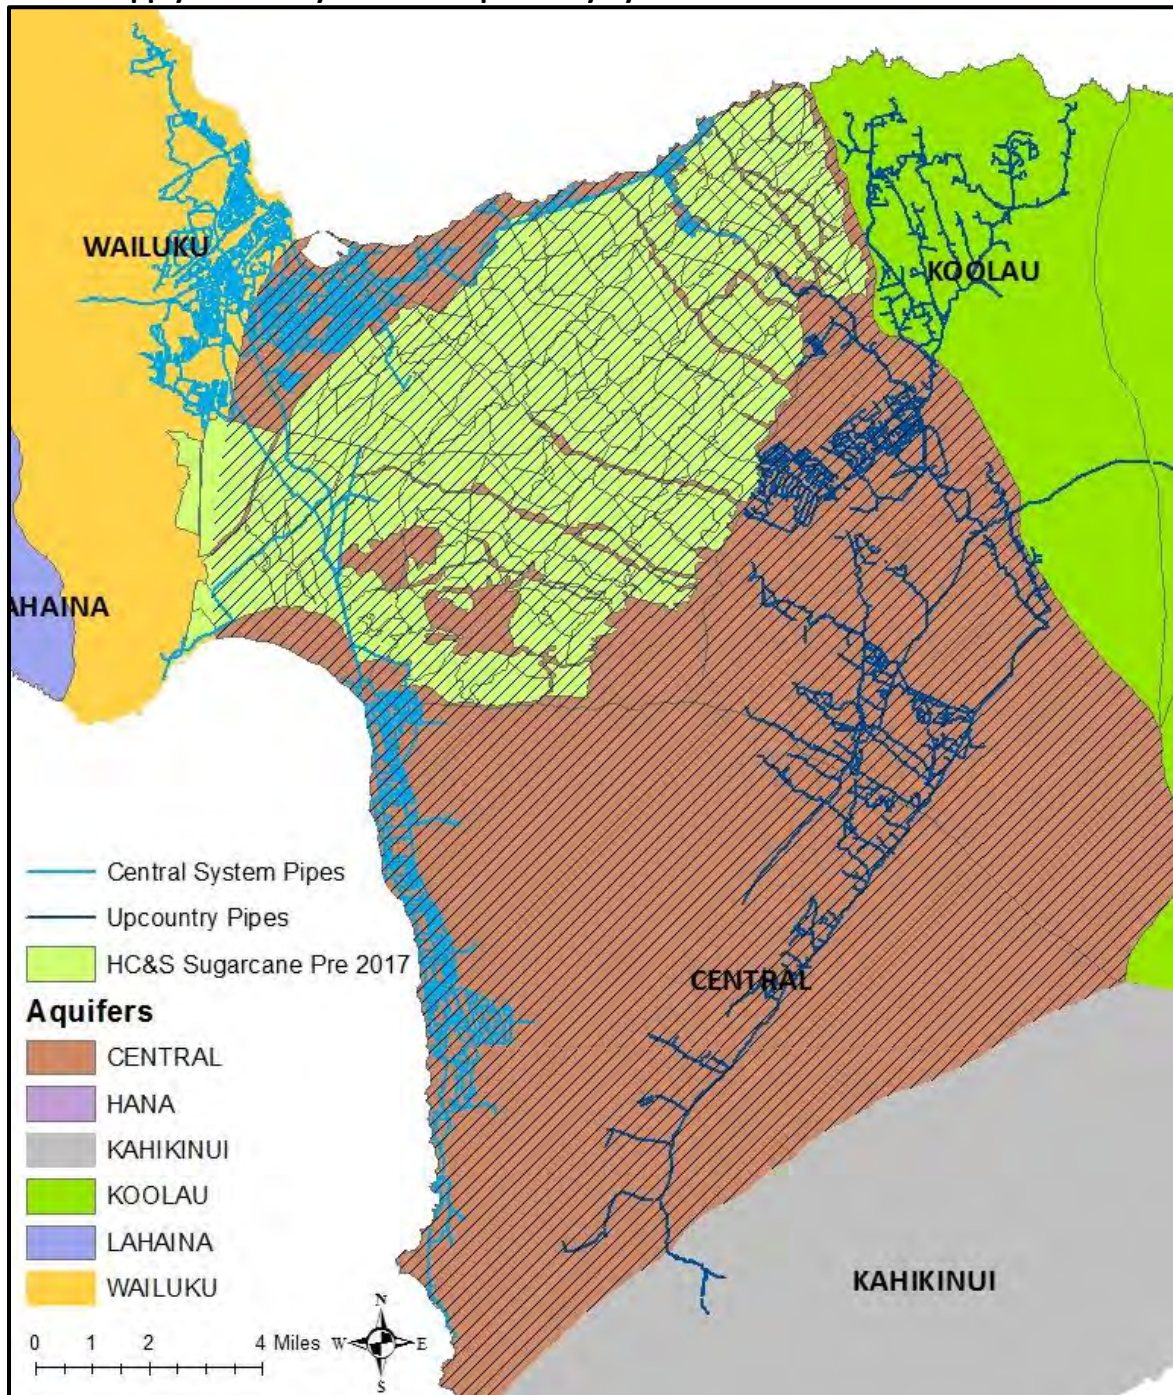 WAILUKU
KOOLAU
AHAINA
CENTRAL
KAHIKINUI
Central System Pipes
Upcountry Pipes
HC&S Sugarcane Pre 2017
Aquifers
CENTRAL
HANA
KAHIKINUI
KOOLAU
LAHAINA
WAILUKU
0 1 2 4 Miles
N
W E
S